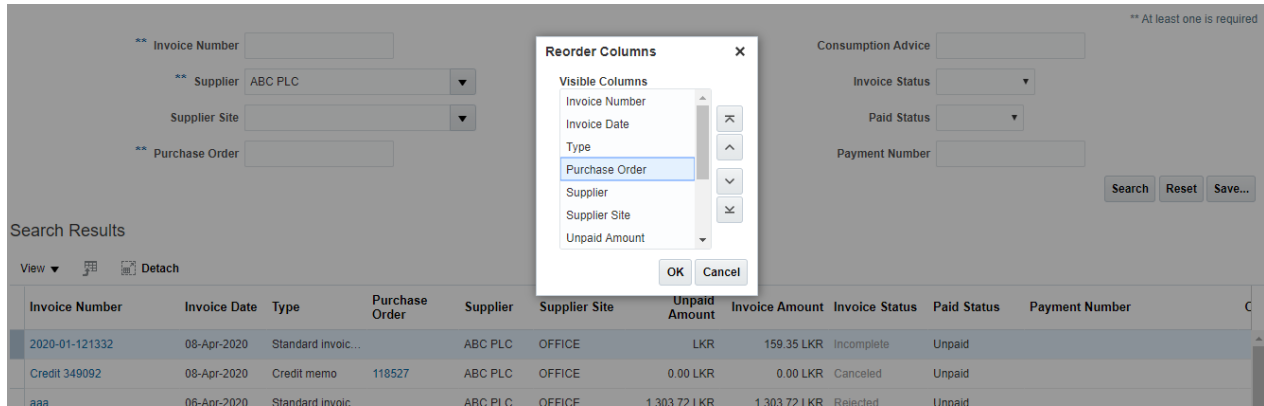 ** At least one is required
** Invoice Number
Consumption Advice
** Supplier ABC PLC
Invoice Status
Supplier Site
Paid Status
** Purchase Order
Payment Number
Search Reset Save...
Reorder Columns
Visible Columns
Invoice Number
Invoice Date
Type
Purchase Order
Supplier
Supplier Site
Unpaid Amount
OK Cancel
Search Results
View Detach
Invoice Number Invoice Date Type Purchase Order Supplier Supplier Site Unpaid Amount Invoice Amount Invoice Status Paid Status Payment Number
2020-01-121332 08-Apr-2020 Standard invoic... ABC PLC OFFICE LKR 159.35 LKR Incomplete Unpaid
Credit 349092 08-Apr-2020 Credit memo 118527 ABC PLC OFFICE 0.00 LKR 0.00 LKR Canceled Unpaid
aaa 06-Apr-2020 Standard invoic ABC PLC OFFICE 1,303.72 LKR 1,303.72 LKR Rejected Unpaid